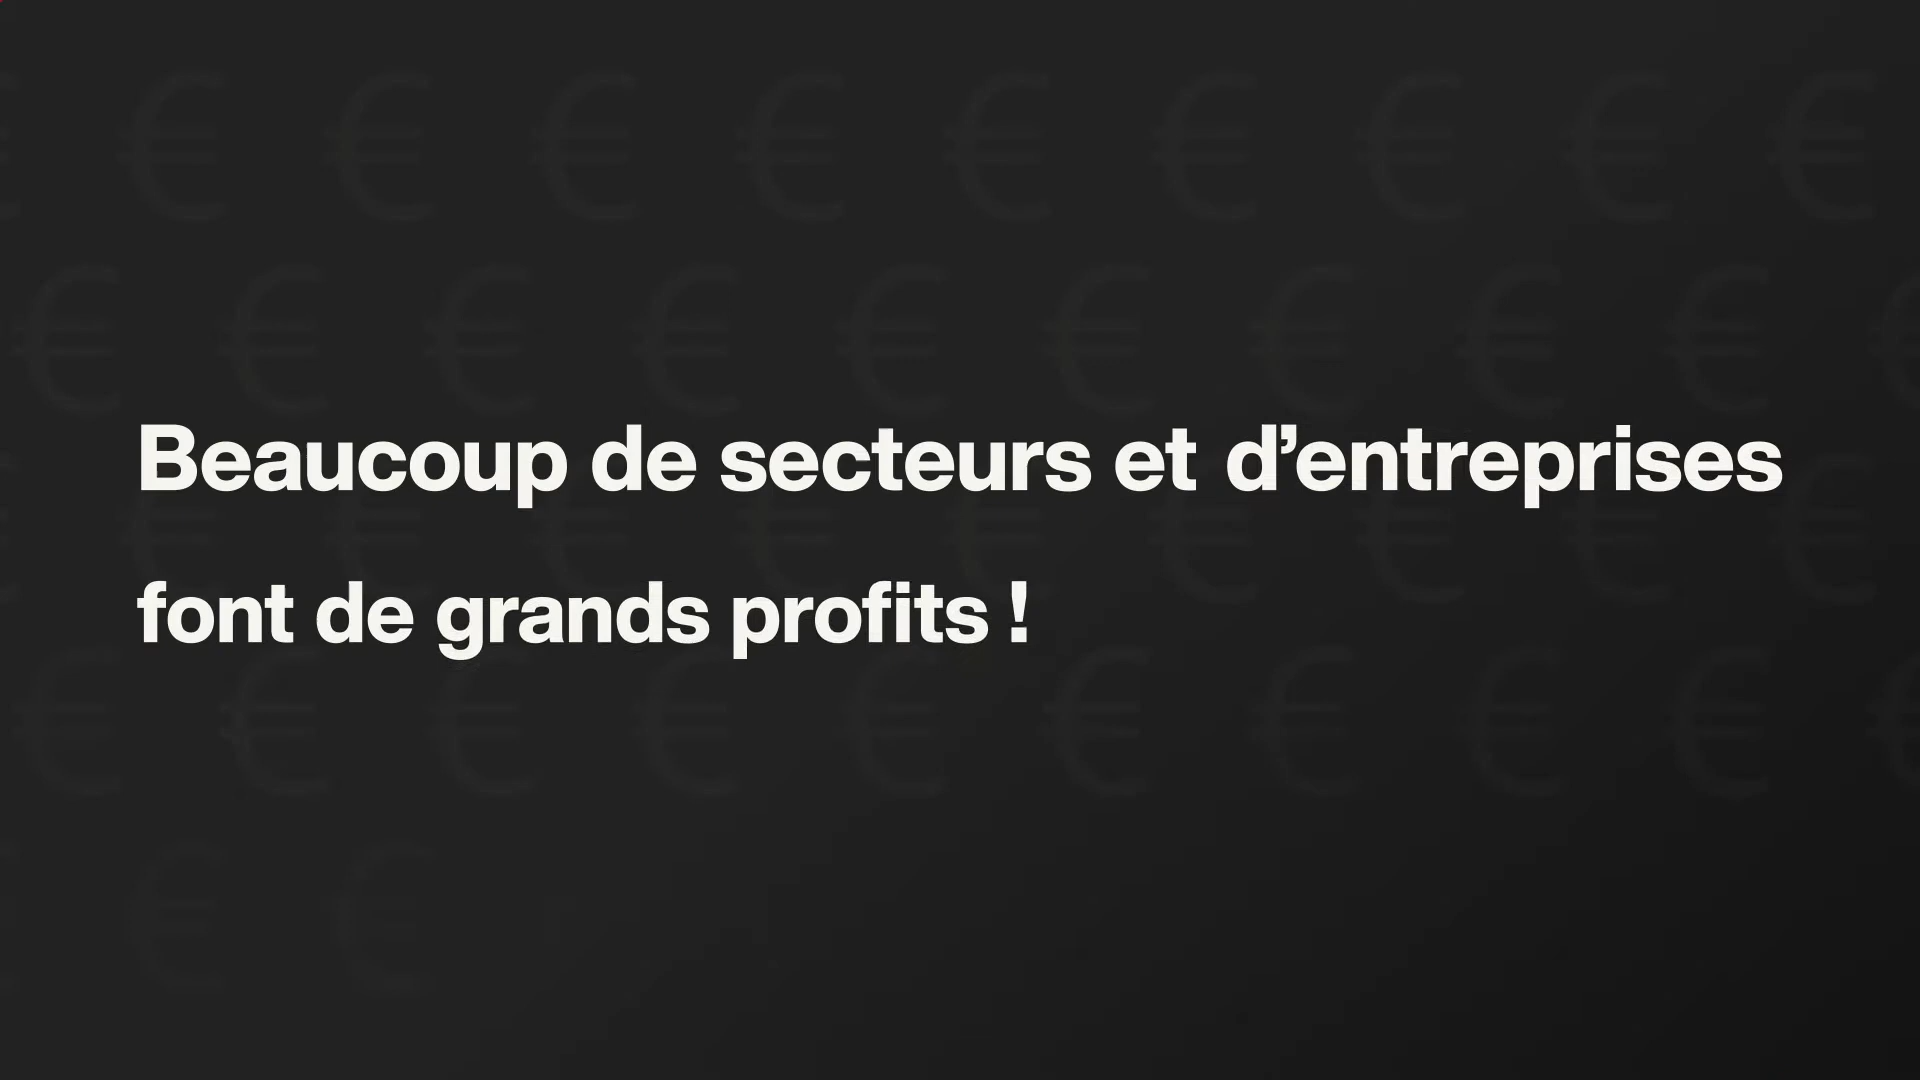 Beaucoup de secteurs et d’entreprises
font de grands profits !